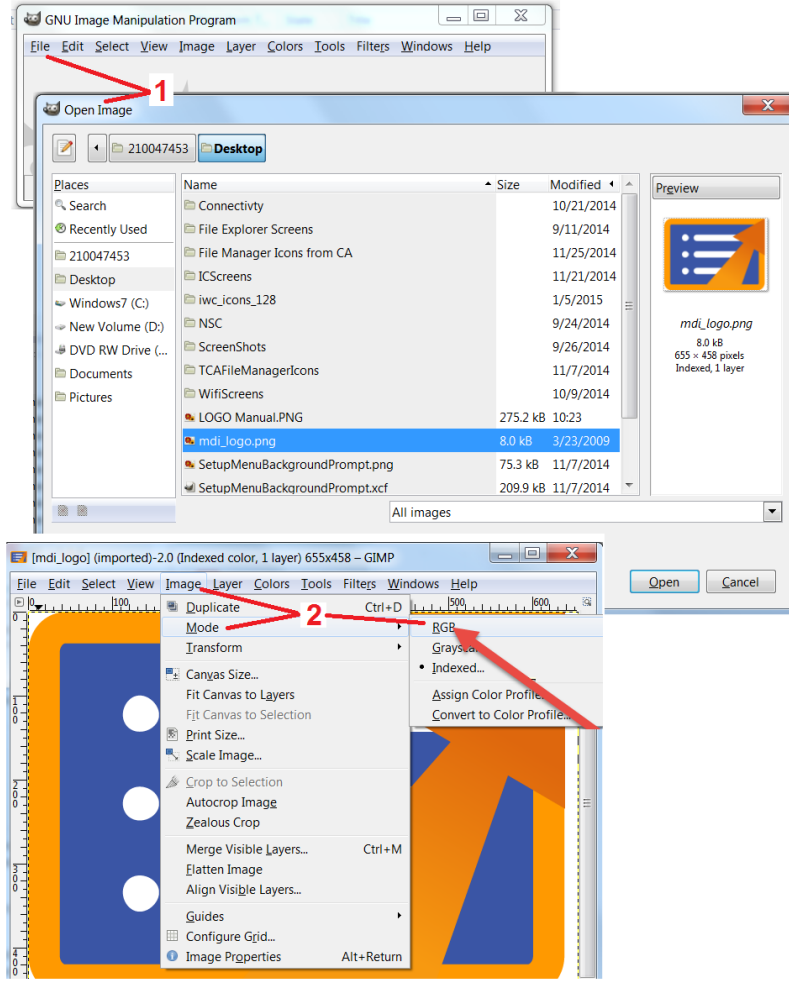 GNU Image Manipulation Program
File Edit Select View Image Layer Colors Tools Filters Windows Help
1
Open Image
210047453 Desktop
Places Name Size Modified Preview
Search Connectivty 10/21/2014
Recently Used File Explorer Screens 9/11/2014
210047453 File Manager Icons from CA 11/25/2014
Desktop ICScreens 11/21/2014
Windows7 (C:) iwc_icons_128 1/5/2015
New Volume (D:) NSC 9/24/2014 mdi_logo.png
DVD RW Drive (... ScreenShots 9/26/2014 8.0 kB
655 × 458 pixels
Documents TCAFileManagerIcons 11/7/2014 Indexed, 1 layer
Pictures WifiScreens 10/9/2014
LOGO Manual.PNG 275.2 kB 10:23
mdi_logo.png 8.0 kB 3/23/2009
SetupMenuBackgroundPrompt.png 75.3 kB 11/7/2014
SetupMenuBackgroundPrompt.xcf 209.9 kB 11/7/2014
All images
Open Cancel
[mdi_logo] (imported)-2.0 (Indexed color, 1 layer) 655x458 – GIMP
File Edit Select View Image Layer Colors Tools Filters Windows Help
0 100 500 600
2
Duplicate Ctrl+D
Mode RGB
Transform
Indexed...
Canvas Size...
Fit Canvas to Layers
Fit Canvas to Selection
Print Size...
Scale Image...
Crop to Selection
Autocrop Image
Zealous Crop
Merge Visible Layers... Ctrl+M
Flatten Image
Align Visible Layers...
Guides
Configure Grid...
Image Properties Alt+Return
Assign Color Profile...
Convert to Color Profile...
0
100
200
300
400